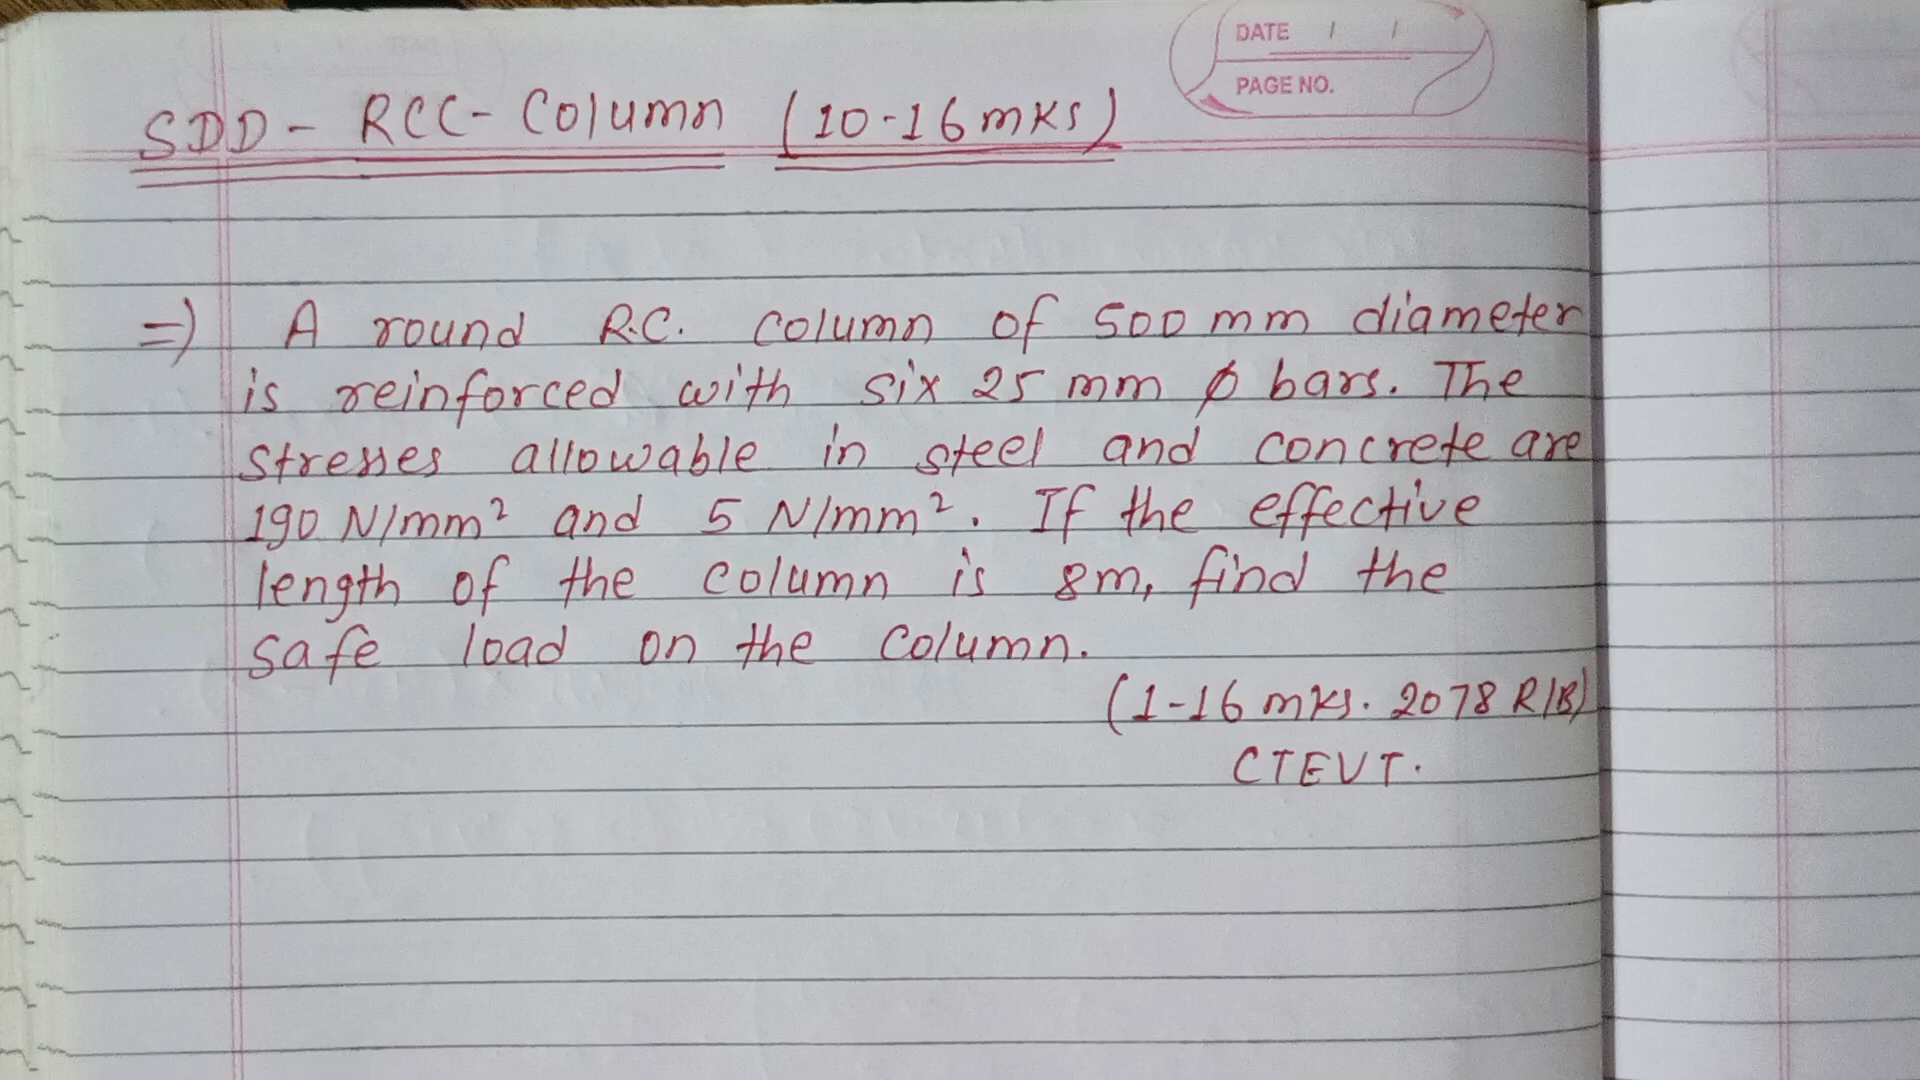 DATE / /
PAGE NO.
SDD - RCC - Column (10-16 mks)
=) A round R.C. column of 500 mm diameter
is reinforced with six 25 mm ϕ bars. The
stresses allowable in steel and concrete are
190 N/mm² and 5 N/mm². If the effective
length of the column is 8m, find the
safe load on the column.
(1-16 mks. 2078 R/B)
CTEVT.